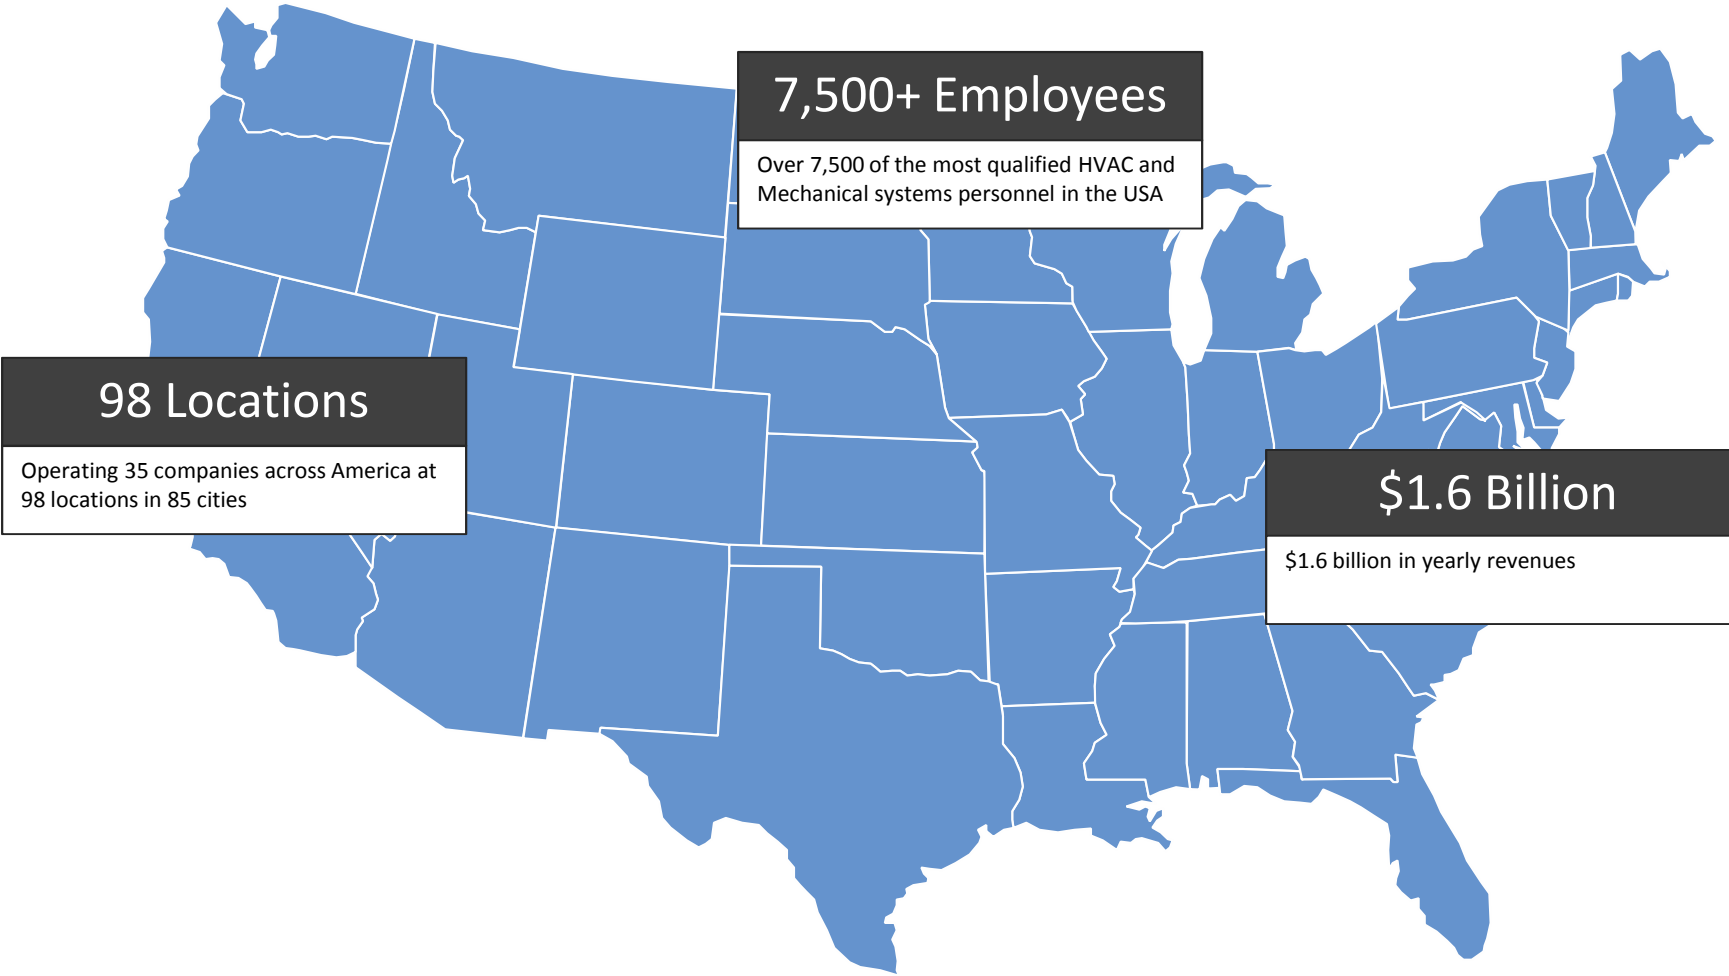 7,500+ Employees
Over 7,500 of the most qualified HVAC and
Mechanical systems personnel in the USA
98 Locations
Operating 35 companies across America at
98 locations in 85 cities
$1.6 Billion
$1.6 billion in yearly revenues